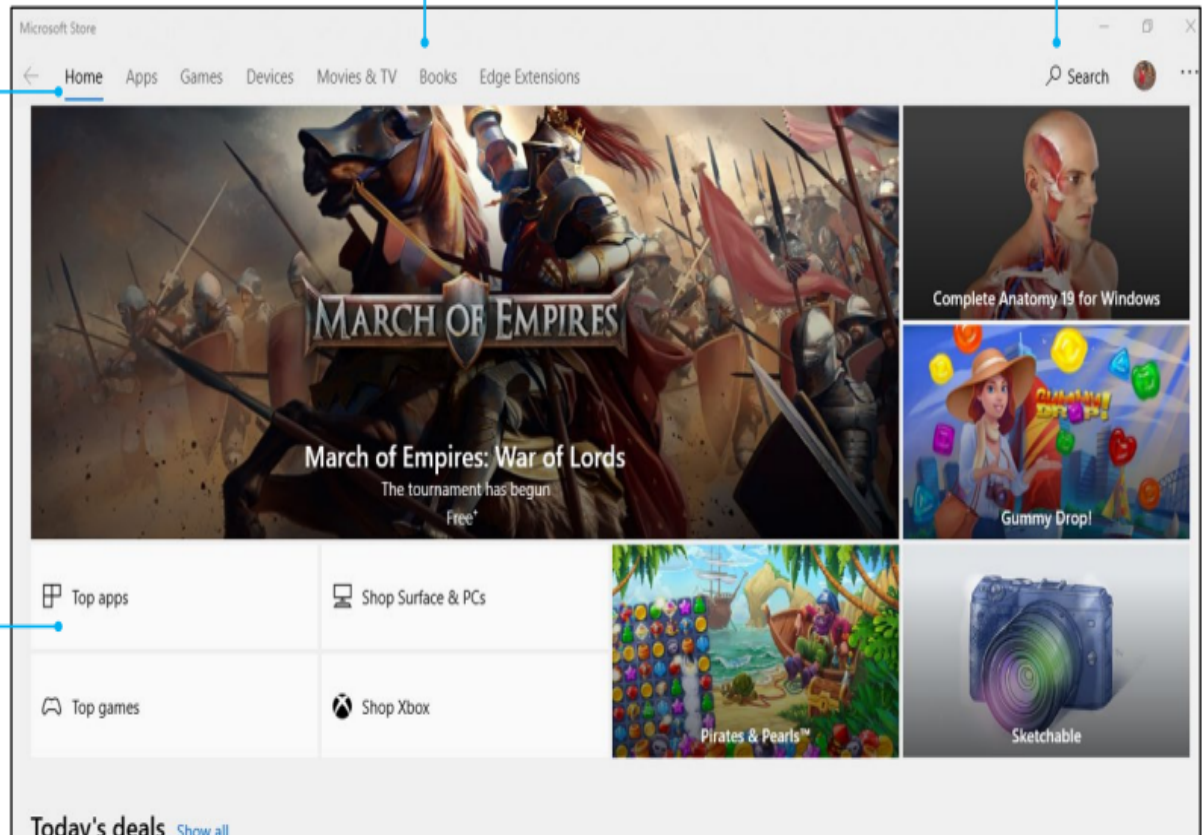 Microsoft Store
Home Apps Games Devices Movies & TV Books Edge Extensions Search
MARCH OF EMPIRES
March of Empires: War of Lords
The tournament has begun
Free⁺
Complete Anatomy 19 for Windows
GUMMY DROP!
Gummy Drop!
Top apps
Shop Surface & PCs
Top games
Shop Xbox
Pirates & Pearls™
Sketchable
Today's deals Show all